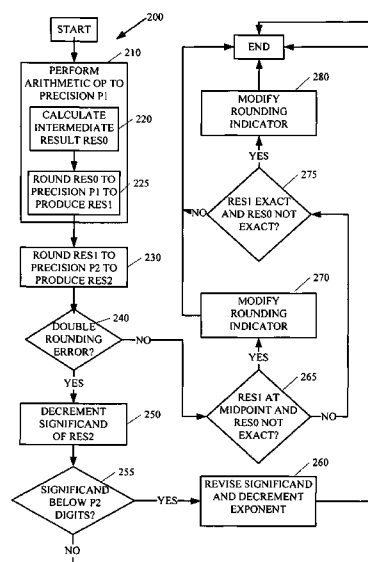 200
START
210
PERFORM
ARITHMETIC OP TO
PRECISION P1
220
CALCULATE
INTERMEDIATE
RESULT RES0
225
ROUND RES0 TO
PRECISION P1 TO
PRODUCE RES1
230
ROUND RES1 TO
PRECISION P2 TO
PRODUCE RES2
240
DOUBLE
ROUNDING
ERROR?
NO
YES
250
DECREMENT
SIGNIFICAND
OF RES2
255
SIGNIFICAND
BELOW P2
DIGITS?
YES
NO
END
280
MODIFY
ROUNDING
INDICATOR
YES
275
RES1 EXACT
AND RES0 NOT
EXACT?
NO
270
MODIFY
ROUNDING
INDICATOR
YES
265
RES1 AT
MIDPOINT AND
RES0 NOT
EXACT?
NO
260
REVISE SIGNIFICAND
AND DECREMENT
EXPONENT